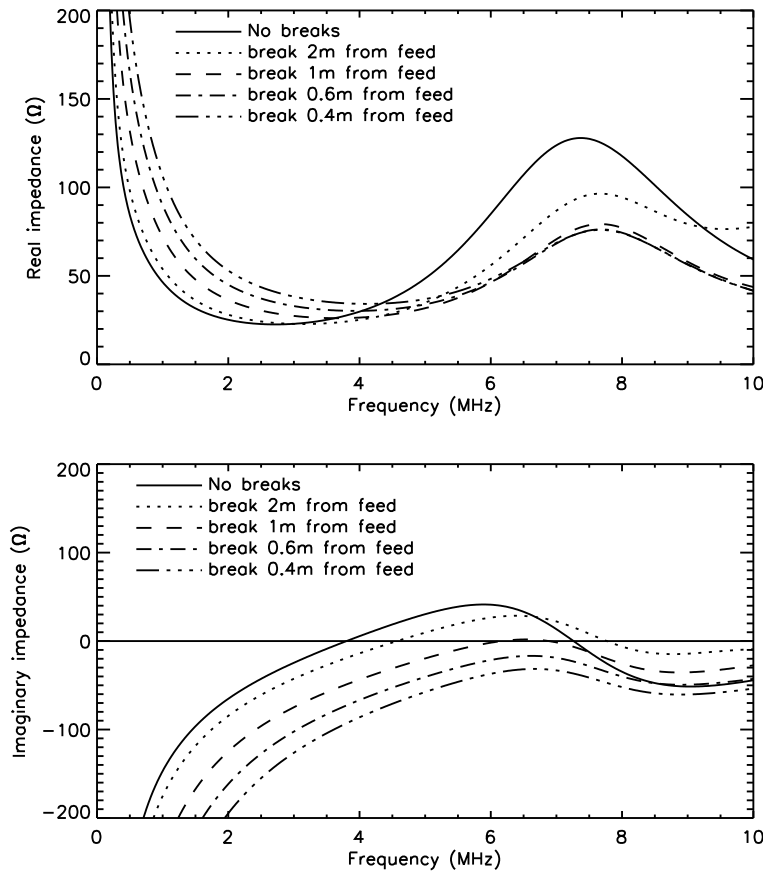 200
150
100
50
0
Real impedance (Ω)
No breaks
break 2m from feed
break 1m from feed
break 0.6m from feed
break 0.4m from feed
0 2 4 6 8 10
Frequency (MHz)
200
100
0
-100
-200
Imaginary impedance (Ω)
No breaks
break 2m from feed
break 1m from feed
break 0.6m from feed
break 0.4m from feed
0 2 4 6 8 10
Frequency (MHz)